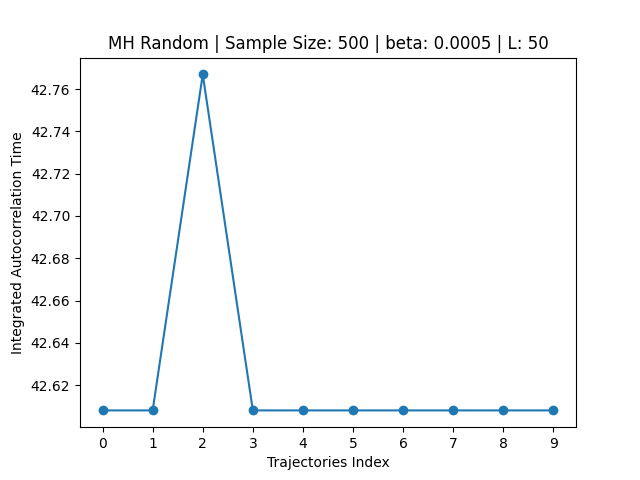 MH Random | Sample Size: 500 | beta: 0.0005 | L: 50
42.76
42.74
42.72
42.70
42.68
42.66
42.64
42.62
Integrated Autocorrelation Time
0 1 2 3 4 5 6 7 8 9
Trajectories Index